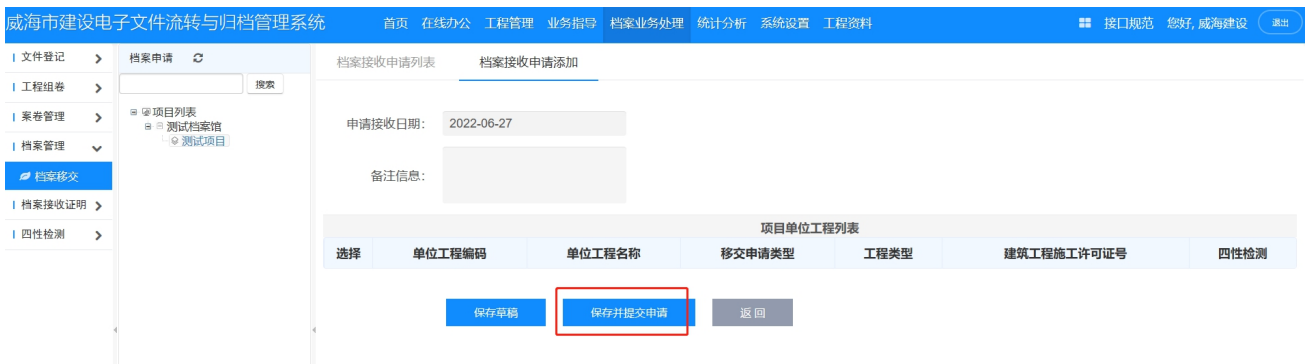 威海市建设电子文件流转与归档管理系统 首页 在线办公 工程管理 业务指导 档案业务处理 统计分析 系统设置 工程资料 接口规范 您好, 威海建设 退出
文件登记
工程组卷
案卷管理
档案管理
档案移交
档案接收证明
四性检测
档案申请
搜索
项目列表
测试档案馆
测试项目
档案接收申请列表 档案接收申请添加
申请接收日期: 2022-06-27
备注信息:
项目单位工程列表
选择 单位工程编码 单位工程名称 移交申请类型 工程类型 建筑工程施工许可证号 四性检测
保存草稿 保存并提交申请 返回